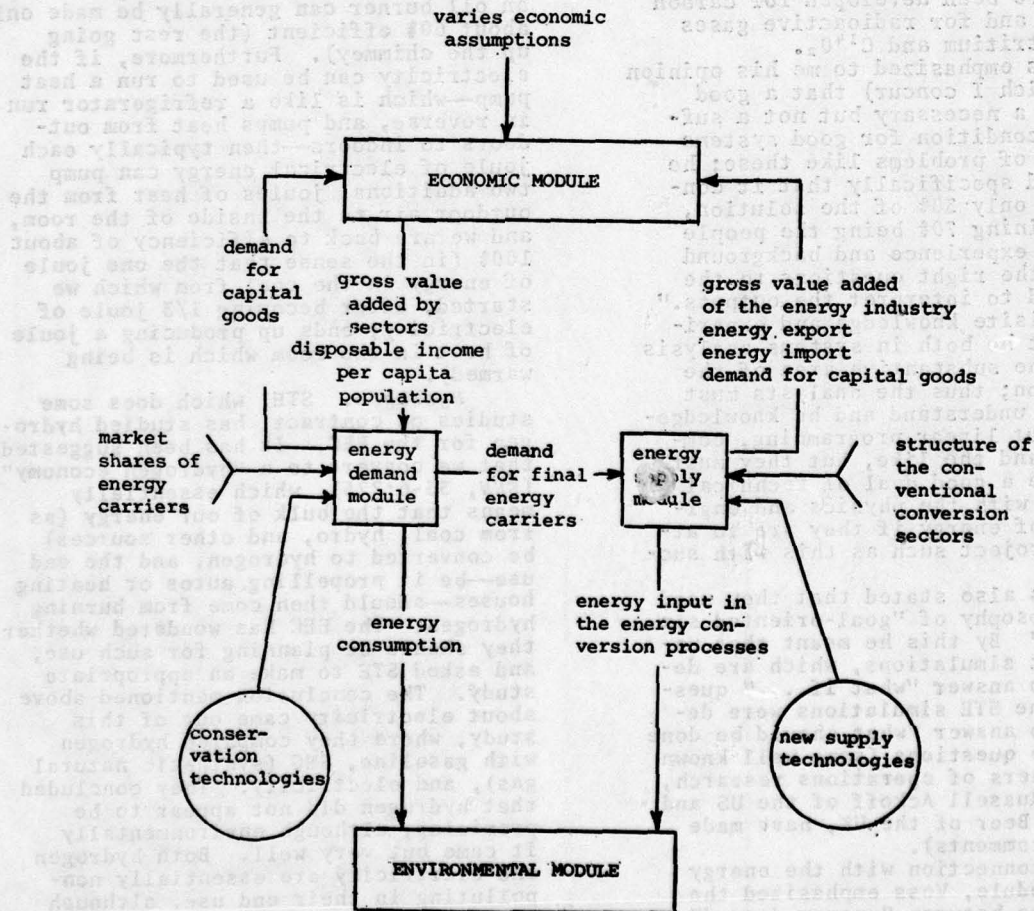 varies economic
assumptions
ECONOMIC MODULE
demand
for
capital
goods
gross value
added by
sectors
disposable income
per capita
population
gross value added
of the energy industry
energy export
energy import
demand for capital goods
market
shares of
energy
carriers
energy
module
demand
for final
energy
carriers
energy
supply
module
structure of
the con-
ventional
conversion
sectors
energy
consumption
energy input in
the energy con-
version processes
conser-
vation
technologies
new supply
technologies
ENVIRONMENTAL MODULE